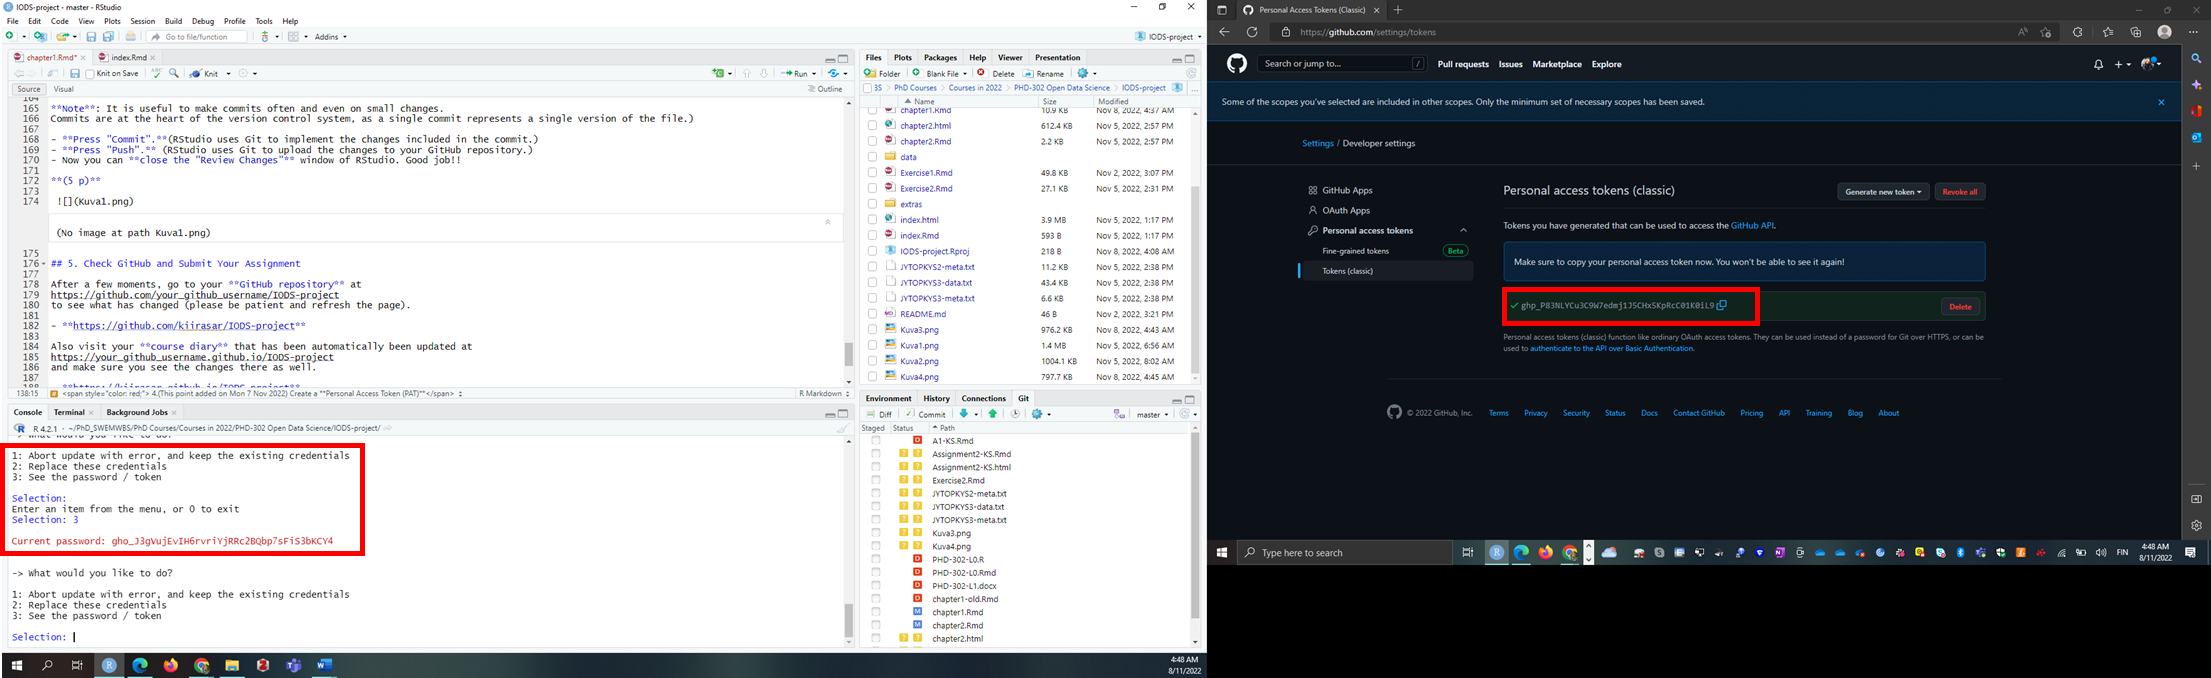 IODS-project - master - RStudio
File Edit Code View Plots Session Build Debug Profile Tools Help
Go to file/function
Addins
IODS-project
chapter1.Rmd*
index.Rmd
Knit on Save
Knit
Run
Source
Visual
Outline
164
165 **Note**: It is useful to make commits often and even on small changes.
166 Commits are at the heart of the version control system, as a single commit represents a single version of the file.)
167
168 - **Press "Commit".**(RStudio uses Git to implement the changes included in the commit.)
169 - **Press "Push".** (RStudio uses Git to upload the changes to your GitHub repository.)
170 - Now you can **close the "Review Changes"** window of RStudio. Good job!!
171
172 **(5 p)**
173
174 ![](Kuva1.png)
(No image at path Kuva1.png)
175
176 ## 5. Check GitHub and Submit Your Assignment
177
178 After a few moments, go to your **GitHub repository** at
179 https://github.com/your_github_username/IODS-project
180 to see what has changed (please be patient and refresh the page).
181
182 - **https://github.com/kiirasar/IODS-project**
183
184 Also visit your **course diary** that has been automatically been updated at
185 https://your_github_username.github.io/IODS-project
186 and make sure you see the changes there as well.
187
188 - **https://kiirasar.github.io/IODS-project**
138:15
<span style="color: red;"> 4.(This point added on Mon 7 Nov 2022) Create a **Personal Access Token (PAT)**</span>
R Markdown
Console
Terminal
Background Jobs
R 4.2.1 · ~/PhD_SWEMWBS/PhD Courses/Courses in 2022/PHD-302 Open Data Science/IODS-project/
-> What would you like to do?
1: Abort update with error, and keep the existing credentials
2: Replace these credentials
3: See the password / token
Selection:
Enter an item from the menu, or 0 to exit
Selection: 3
Current password: [redacted]
-> What would you like to do?
1: Abort update with error, and keep the existing credentials
2: Replace these credentials
3: See the password / token
Selection:
Files Plots Packages Help Viewer Presentation
Folder Blank File Delete Rename
BS PhD Courses Courses in 2022 PHD-302 Open Data Science IODS-project
Name Size Modified
chapter1.Rmd 10.9 KB Nov 8, 2022, 4:37 AM
chapter2.html 612.4 KB Nov 5, 2022, 2:57 PM
chapter2.Rmd 2.2 KB Nov 5, 2022, 2:57 PM
data
Exercise1.Rmd 49.8 KB Nov 2, 2022, 3:07 PM
Exercise2.Rmd 27.1 KB Nov 5, 2022, 2:31 PM
extras
index.html 3.9 MB Nov 5, 2022, 1:17 PM
index.Rmd 593 B Nov 5, 2022, 1:17 PM
IODS-project.Rproj 218 B Nov 8, 2022, 4:08 AM
JYTOPKYS2-meta.txt 11.2 KB Nov 5, 2022, 2:38 PM
JYTOPKYS3-data.txt 43.4 KB Nov 5, 2022, 2:38 PM
JYTOPKYS3-meta.txt 6.6 KB Nov 5, 2022, 2:38 PM
README.md 46 B Nov 2, 2022, 3:21 PM
Kuva3.png 976.2 KB Nov 8, 2022, 4:43 AM
Kuva1.png 1.4 MB Nov 5, 2022, 6:56 AM
Kuva2.png 1004.1 KB Nov 5, 2022, 8:02 AM
Kuva4.png 797.7 KB Nov 8, 2022, 4:45 AM
Environment History Connections Git
Diff Commit master
Staged Status Path
D A1-KS.Rmd
? ? Assignment2-KS.Rmd
? ? Assignment2-KS.html
? ? Exercise2.Rmd
? ? JYTOPKYS2-meta.txt
? ? JYTOPKYS3-data.txt
? ? JYTOPKYS3-meta.txt
? ? Kuva3.png
? ? Kuva4.png
D PHD-302-L0.R
D PHD-302-L0.Rmd
D PHD-302-L1.docx
D chapter1-old.Rmd
M chapter1.Rmd
M chapter2.Rmd
? ? chapter2.html
4:48 AM
8/11/2022
Personal Access Tokens (Classic)
https://github.com/settings/tokens
Search or jump to... /
Pull requests Issues Marketplace Explore
Some of the scopes you've selected are included in other scopes. Only the minimum set of necessary scopes has been saved.
Settings / Developer settings
GitHub Apps
OAuth Apps
Personal access tokens
Fine-grained tokens Beta
Tokens (classic)
Personal access tokens (classic)
Generate new token
Revoke all
Tokens you have generated that can be used to access the GitHub API.
Make sure to copy your personal access token now. You won't be able to see it again!
[redacted]
Delete
Personal access tokens (classic) function like ordinary OAuth access tokens. They can be used instead of a password for Git over HTTPS, or can be
used to authenticate to the API over Basic Authentication.
© 2022 GitHub, Inc. Terms Privacy Security Status Docs Contact GitHub Pricing API Training Blog About
Type here to search
FIN
4:48 AM
8/11/2022